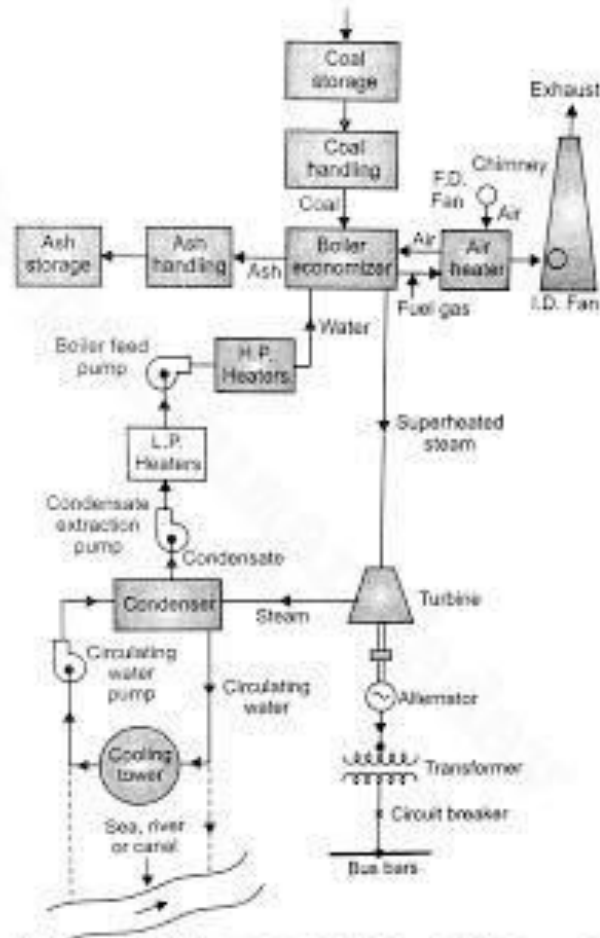 Coal
storage
Coal
handling
Coal
Exhaust
Chimney
F.D.
Fan
Air
Ash
storage
Ash
handling
Ash
Boiler
economizer
Air
Air
heater
Fuel gas
I.D. Fan
Water
Boiler feed
pump
H.P.
Heaters
Superheated
steam
L.P.
Heaters
Condensate
extraction
pump
Condensate
Condenser
Steam
Turbine
Circulating
water
pump
Circulating
water
Alternator
Cooling
tower
Transformer
Sea, river
or canal
Circuit breaker
Bus bars